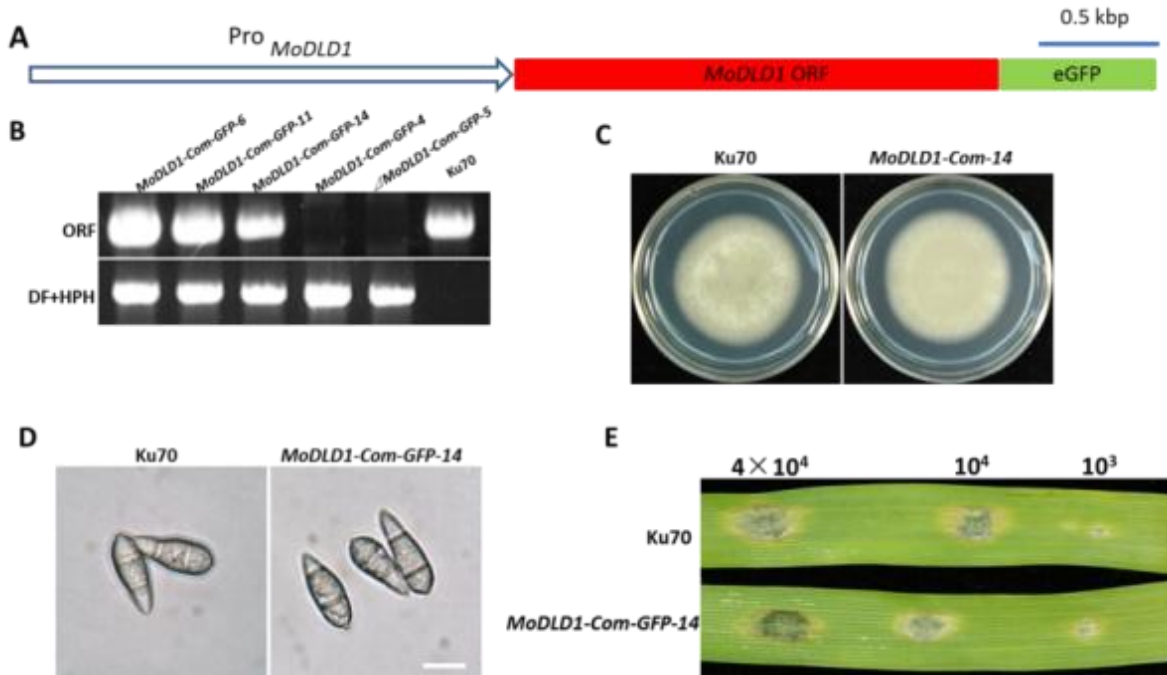 A
Pro MoDLD1
0.5 kbp
MoDLD1 ORF
eGFP
B
MoDLD1-Com-GFP-6
MoDLD1-Com-GFP-11
MoDLD1-Com-GFP-14
MoDLD1-Com-GFP-4
MoDLD1-Com-GFP-5
Ku70
ORF
DF+HPH
C
Ku70
MoDLD1-Com-14
D
Ku70
MoDLD1-Com-GFP-14
E
4×10⁴
10⁴
10³
Ku70
MoDLD1-Com-GFP-14